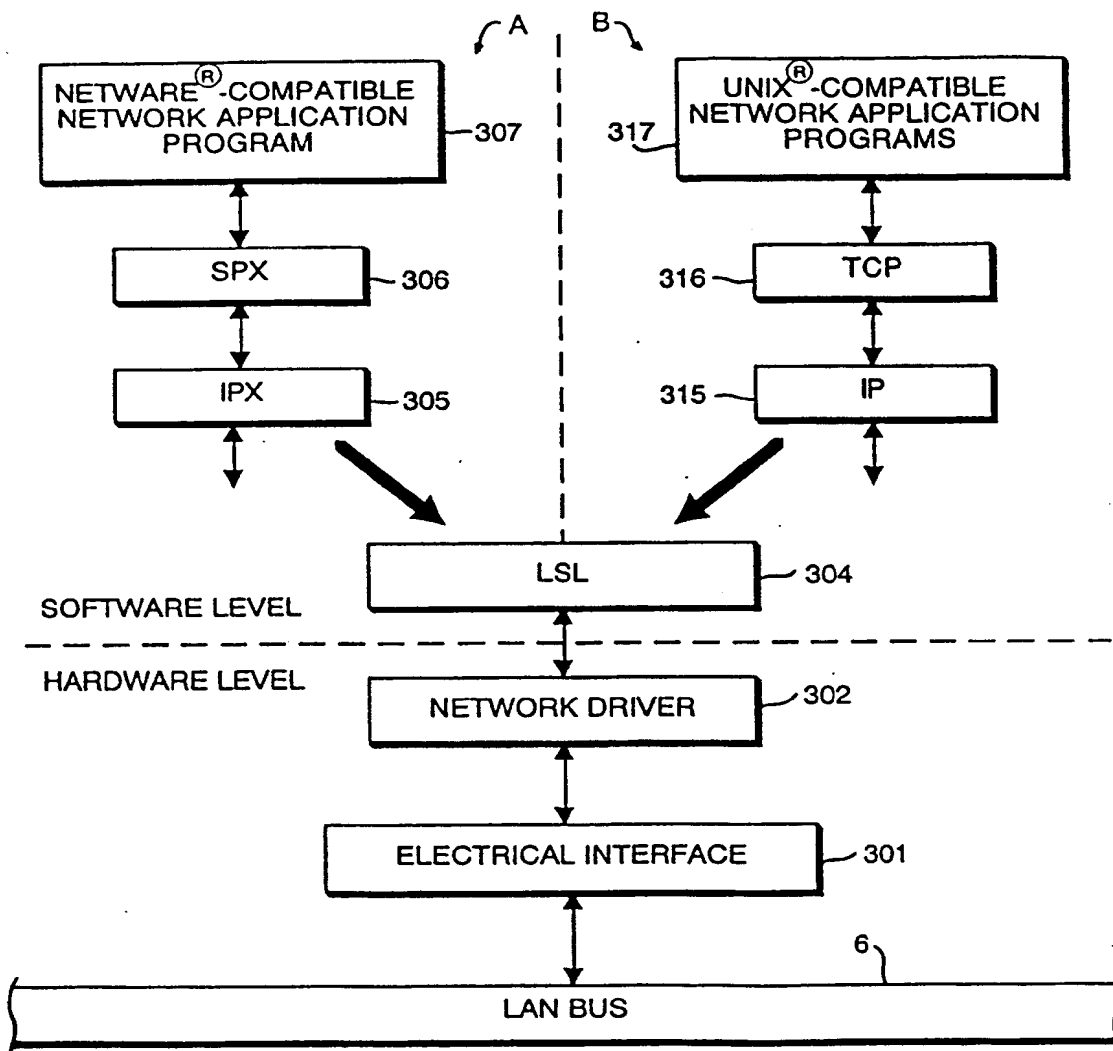 A
B
NETWARE®-COMPATIBLE
NETWORK APPLICATION
PROGRAM
307
UNIX®-COMPATIBLE
NETWORK APPLICATION
PROGRAMS
317
SPX
306
TCP
316
IPX
305
IP
315
LSL
304
SOFTWARE LEVEL
HARDWARE LEVEL
NETWORK DRIVER
302
ELECTRICAL INTERFACE
301
6
LAN BUS